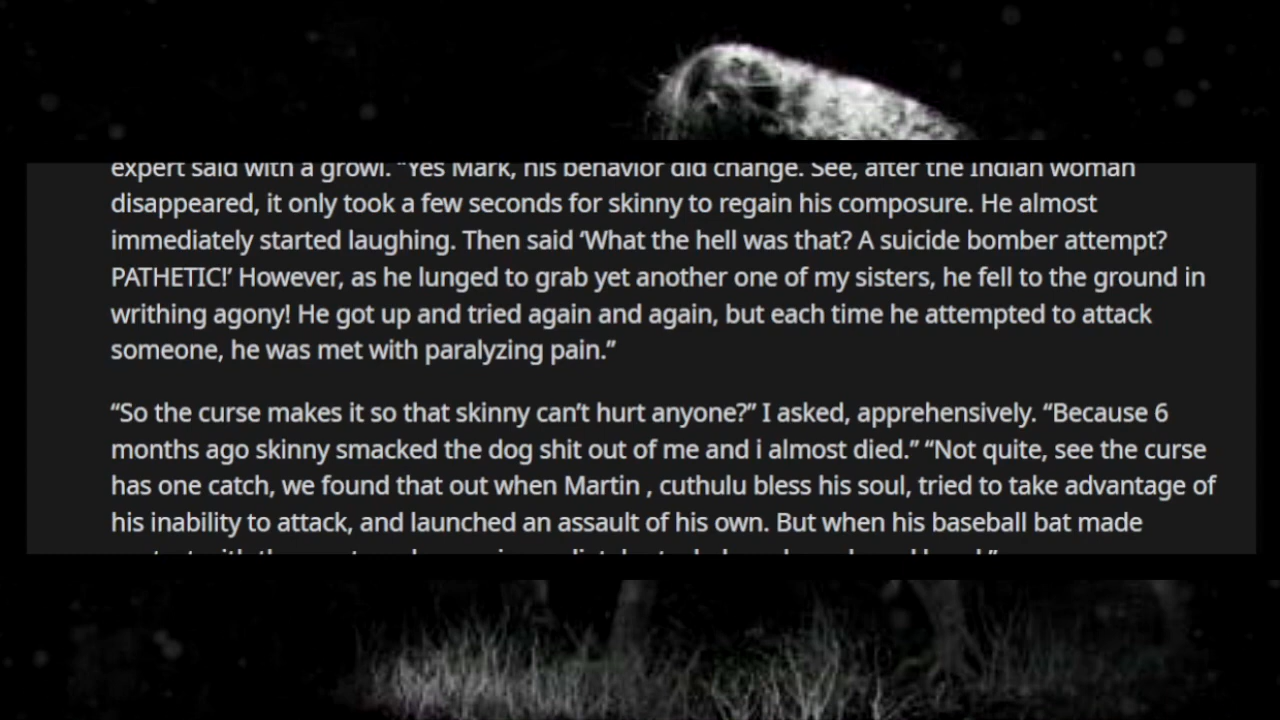 expert said with a growl. “Yes Mark, his behavior did change. See, after the Indian woman
disappeared, it only took a few seconds for skinny to regain his composure. He almost
immediately started laughing. Then said ‘What the hell was that? A suicide bomber attempt?
PATHETIC!’ However, as he lunged to grab yet another one of my sisters, he fell to the ground in
writhing agony! He got up and tried again and again, but each time he attempted to attack
someone, he was met with paralyzing pain.”
“So the curse makes it so that skinny can’t hurt anyone?” I asked, apprehensively. “Because 6
months ago skinny smacked the dog shit out of me and i almost died.” “Not quite, see the curse
has one catch, we found that out when Martin , cuthulu bless his soul, tried to take advantage of
his inability to attack, and launched an assault of his own. But when his baseball bat made